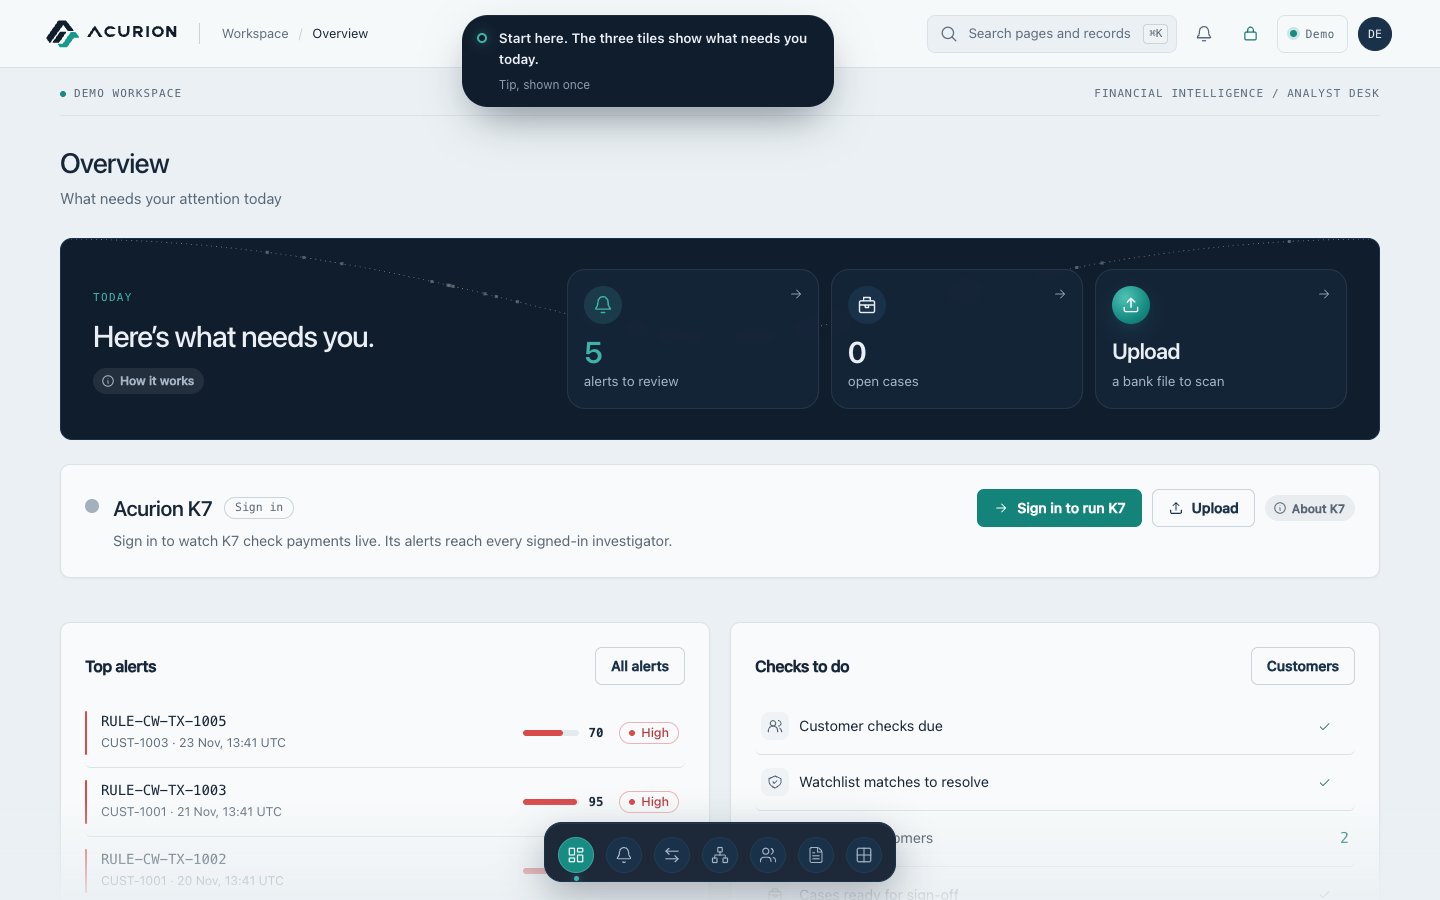 ACURION
Workspace / Overview
Start here. The three tiles show what needs you
today.
Tip, shown once
Search pages and records ⌘K
Demo
DE
DEMO WORKSPACE
FINANCIAL INTELLIGENCE / ANALYST DESK
Overview
What needs your attention today
TODAY
Here’s what needs you.
How it works
5
alerts to review
0
open cases
Upload
a bank file to scan
Acurion K7
Sign in
Sign in to watch K7 check payments live. Its alerts reach every signed-in investigator.
Sign in to run K7
Upload
About K7
Top alerts
All alerts
RULE-CW-TX-1005
CUST-1003 · 23 Nov, 13:41 UTC
70
High
RULE-CW-TX-1003
CUST-1001 · 21 Nov, 13:41 UTC
95
High
RULE-CW-TX-1002
CUST-1001 · 20 Nov, 13:41 UTC
Checks to do
Customers
Customer checks due
Watchlist matches to resolve
2
Cases ready for sign-off